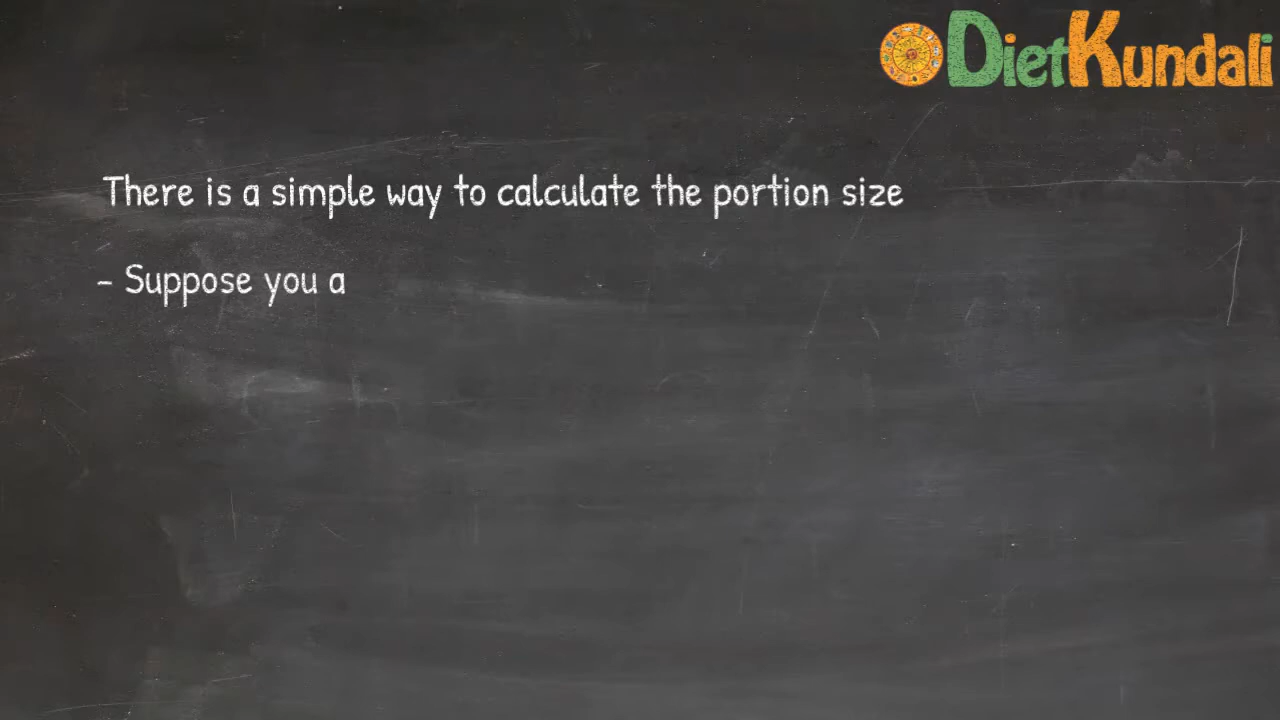 DietKundali
There is a simple way to calculate the portion size
- Suppose you a